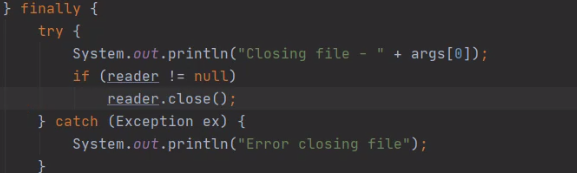 } finally {
try {
System.out.println("Closing file - " + args[0]);
if (reader != null)
reader.close();
} catch (Exception ex) {
System.out.println("Error closing file");
}